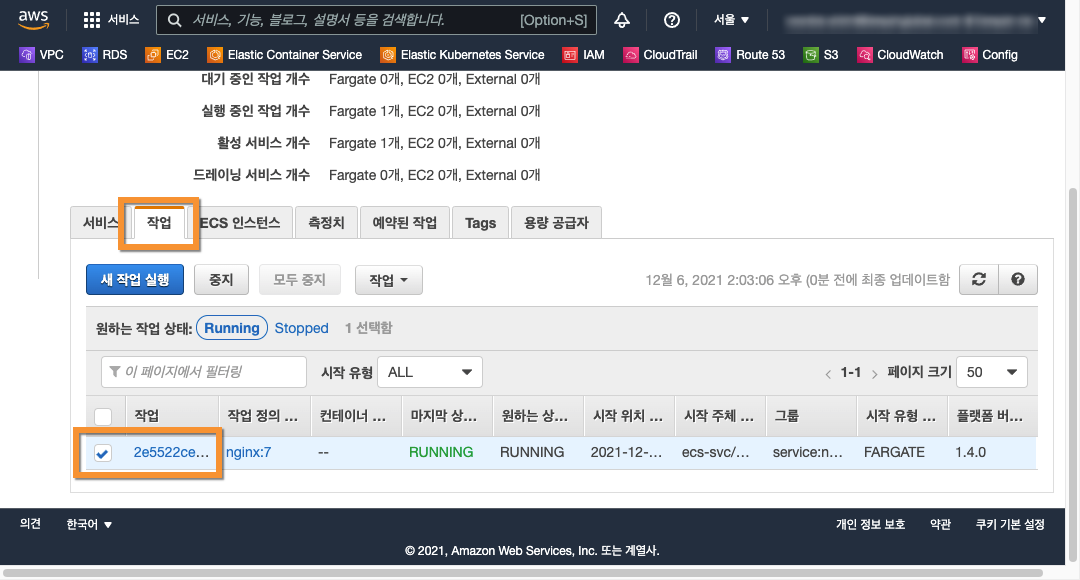 aws
서비스
서비스, 기능, 블로그, 설명서 등을 검색합니다. [Option+S]
서울
VPC RDS EC2 Elastic Container Service Elastic Kubernetes Service IAM CloudTrail Route 53 S3 CloudWatch Config
대기 중인 작업 개수 Fargate 0개, EC2 0개, External 0개
실행 중인 작업 개수 Fargate 1개, EC2 0개, External 0개
활성 서비스 개수 Fargate 1개, EC2 0개, External 0개
드레이닝 서비스 개수 Fargate 0개, EC2 0개, External 0개
서비스 작업 ECS 인스턴스 측정치 예약된 작업 Tags 용량 공급자
새 작업 실행 중지 모두 중지 작업 12월 6, 2021 2:03:06 오후 (0분 전에 최종 업데이트함
원하는 작업 상태: Running Stopped 1 선택함
이 페이지에서 필터링 시작 유형 ALL < 1-1 > 페이지 크기 50
작업 작업 정의 ... 컨테이너 ... 마지막 상... 원하는 상... 시작 위치 ... 시작 주체 ... 그룹 시작 유형 ... 플랫폼 버...
2e5522ce... nginx:7 -- RUNNING RUNNING 2021-12-... ecs-svc/... service:n... FARGATE 1.4.0
의견 한국어 개인 정보 보호 약관 쿠키 기본 설정
© 2021, Amazon Web Services, Inc. 또는 계열사.